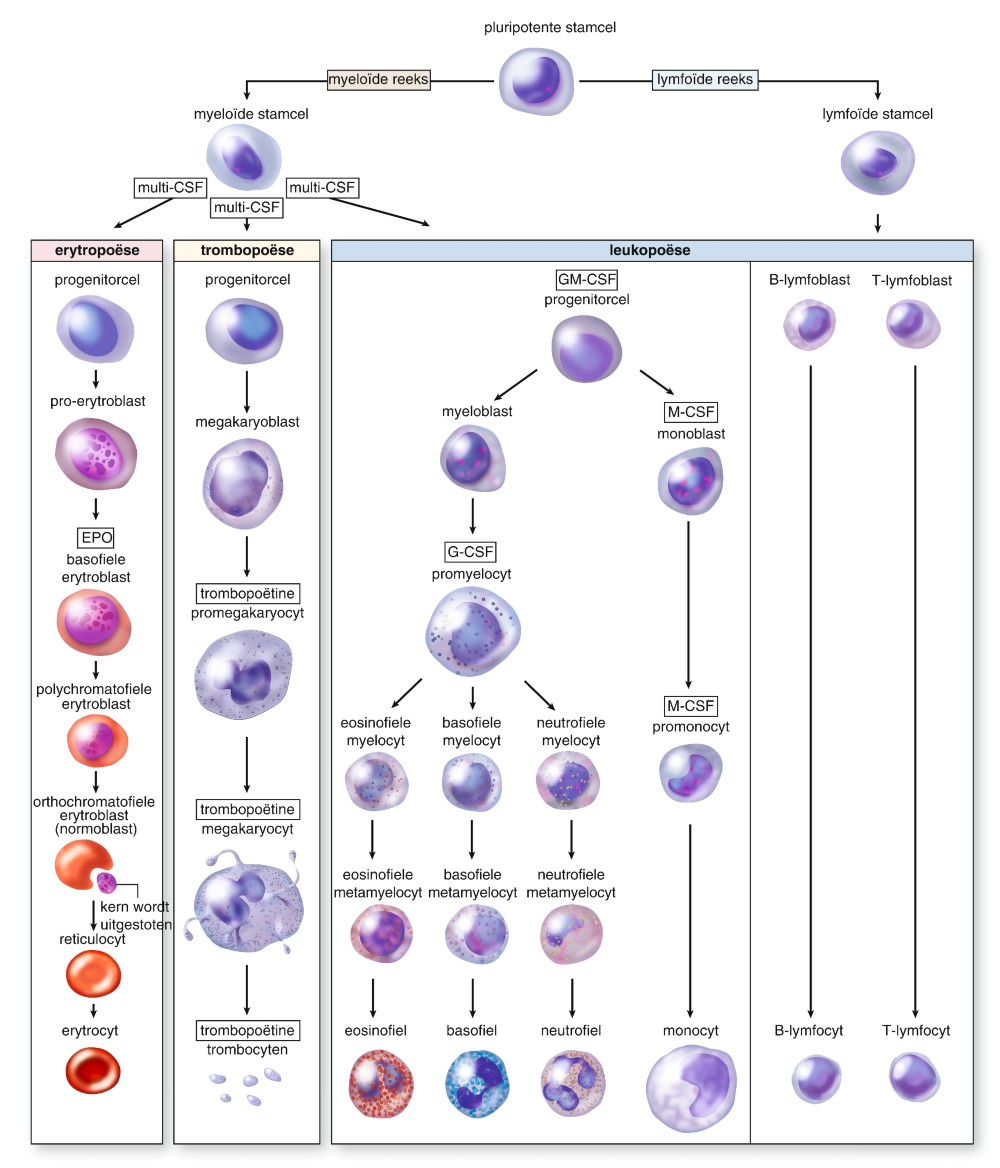 pluripotente stamcel
myeloïde reeks
lymfoïde reeks
myeloïde stamcel
lymfoïde stamcel
multi-CSF
multi-CSF
multi-CSF
erytropoëse
progenitorcel
pro-erytroblast
EPO
basofiele
erytroblast
polychromatofiele
erytroblast
orthochromatofiele
erytroblast
(normoblast)
kern wordt
uitgestoten
reticulocyt
erytrocyt
trombopoëse
progenitorcel
megakaryoblast
trombopoëtine
promegakaryocyt
trombopoëtine
megakaryocyt
trombopoëtine
trombocyten
leukopoëse
GM-CSF
progenitorcel
myeloblast
G-CSF
promyelocyt
eosinofiele
myelocyt
basofiele
myelocyt
neutrofiele
myelocyt
eosinofiele
metamyelocyt
basofiele
metamyelocyt
neutrofiele
metamyelocyt
eosinofiel
basofiel
neutrofiel
M-CSF
monoblast
M-CSF
promonocyt
monocyt
B-lymfoblast
T-lymfoblast
B-lymfocyt
T-lymfocyt